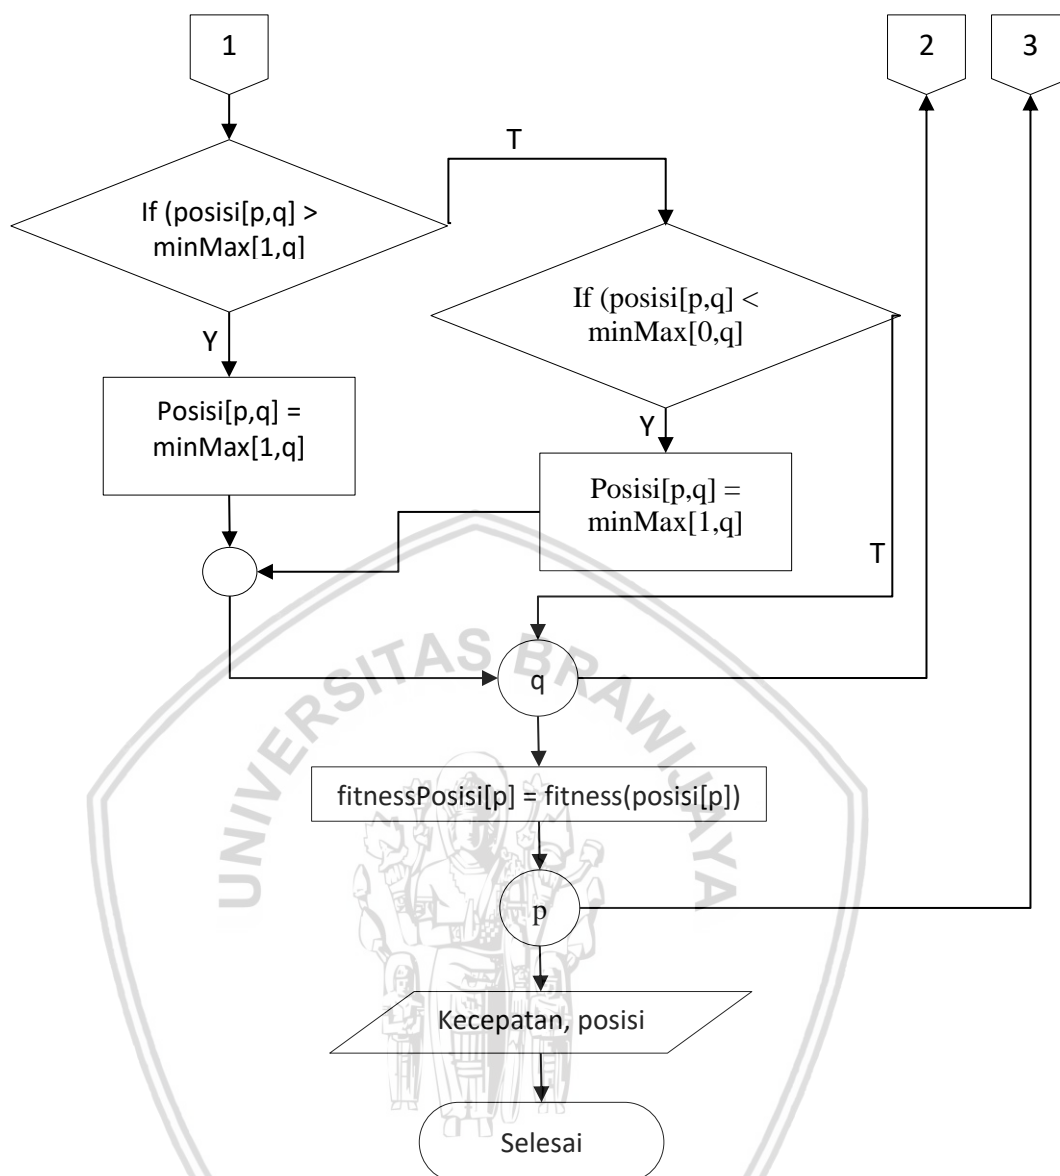 1
2
3
T
If (posisi[p,q] >
minMax[1,q]
If (posisi[p,q] <
minMax[0,q]
Y
Posisi[p,q] =
minMax[1,q]
Y
Posisi[p,q] =
minMax[1,q]
T
q
UNIVERSITAS BRAWIJAYA
fitnessPosisi[p] = fitness(posisi[p])
p
Kecepatan, posisi
Selesai